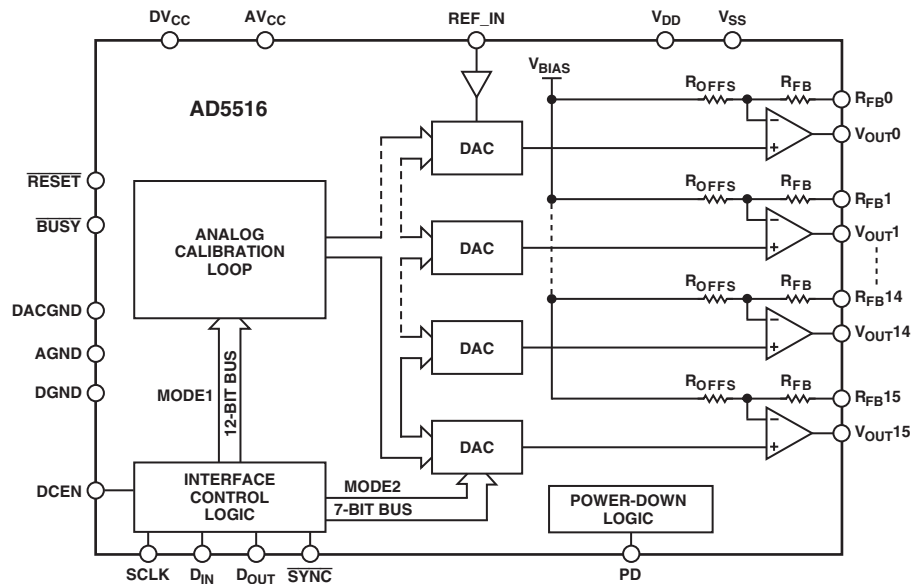 DVCC
AVCC
REF_IN
VDD
VSS
AD5516
VBIAS
ROFFS
RFB
RFB0
DAC
VOUT0
RESET
BUSY
ANALOG
CALIBRATION
LOOP
ROFFS
RFB
RFB1
DAC
VOUT1
DACGND
AGND
DGND
ROFFS
RFB
RFB14
DAC
VOUT14
MODE1
12-BIT BUS
ROFFS
RFB
RFB15
DAC
VOUT15
DCEN
INTERFACE
CONTROL
LOGIC
MODE2
7-BIT BUS
POWER-DOWN
LOGIC
SCLK
DIN
DOUT
SYNC
PD